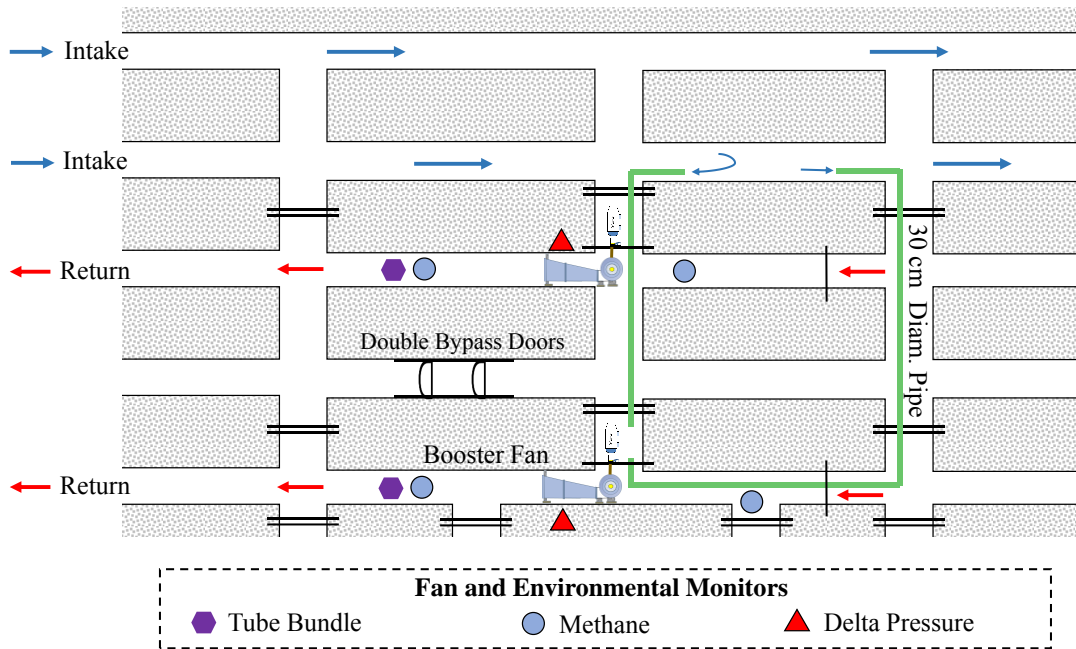 Intake
Intake
Return
30 cm Diam. Pipe
Double Bypass Doors
Booster Fan
Return
Fan and Environmental Monitors
Tube Bundle
Methane
Delta Pressure